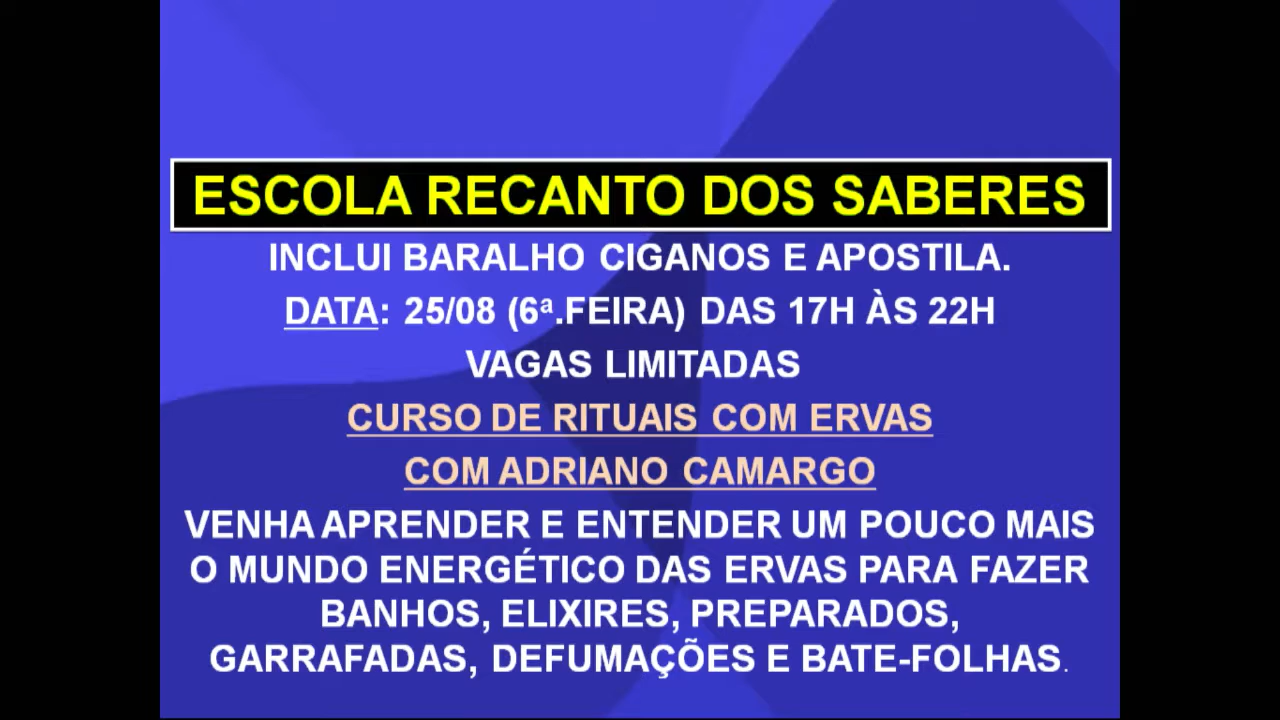 ESCOLA RECANTO DOS SABERES
INCLUI BARALHO CIGANOS E APOSTILA.
DATA: 25/08 (6ª.FEIRA) DAS 17H ÀS 22H
VAGAS LIMITADAS
CURSO DE RITUAIS COM ERVAS
COM ADRIANO CAMARGO
VENHA APRENDER E ENTENDER UM POUCO MAIS
O MUNDO ENERGÉTICO DAS ERVAS PARA FAZER
BANHOS, ELIXIRES, PREPARADOS,
GARRAFADAS, DEFUMAÇÕES E BATE-FOLHAS.